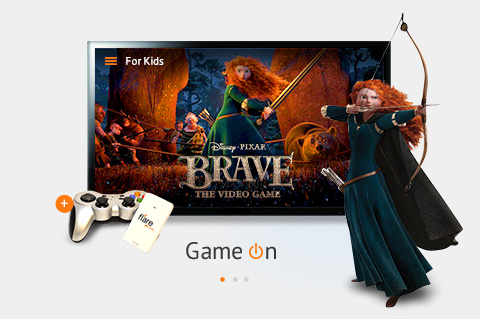 For Kids
Disney·PIXAR
BRAVE
THE VIDEO GAME
+
flare
Game On